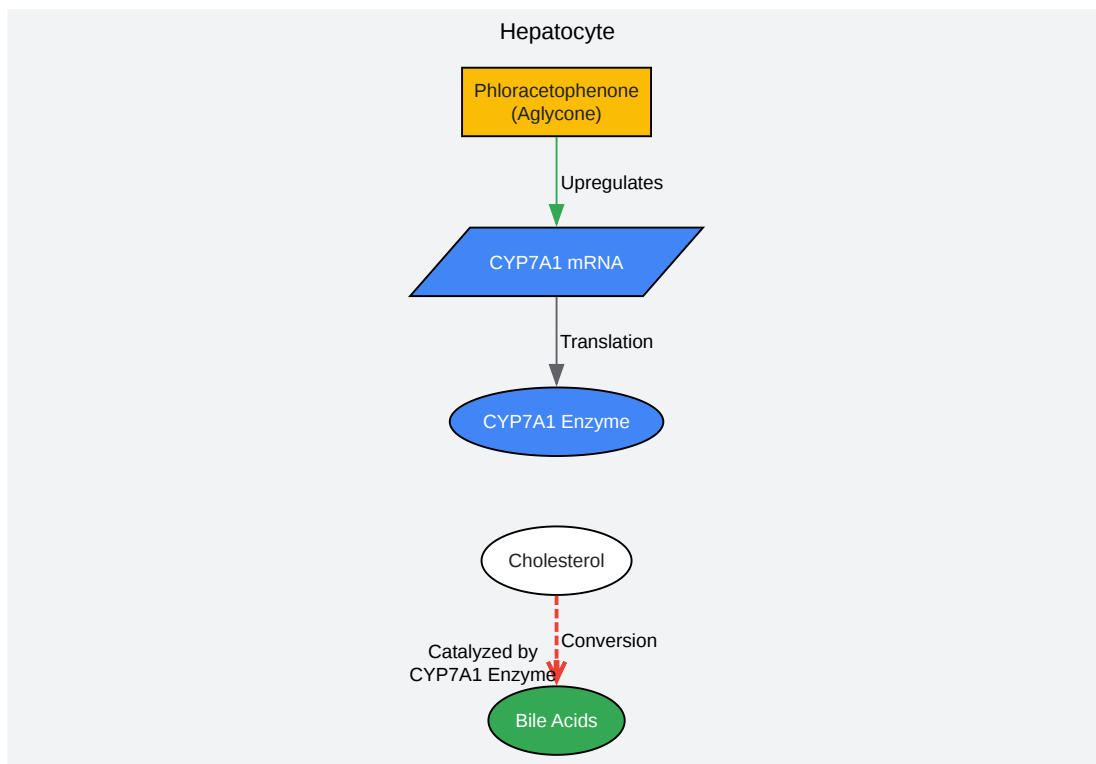 Hepatocyte
Phloracetophenone
(Aglycone)
Upregulates
CYP7A1 mRNA
Translation
CYP7A1 Enzyme
Cholesterol
Conversion
Catalyzed by
CYP7A1 Enzyme
Bile Acids